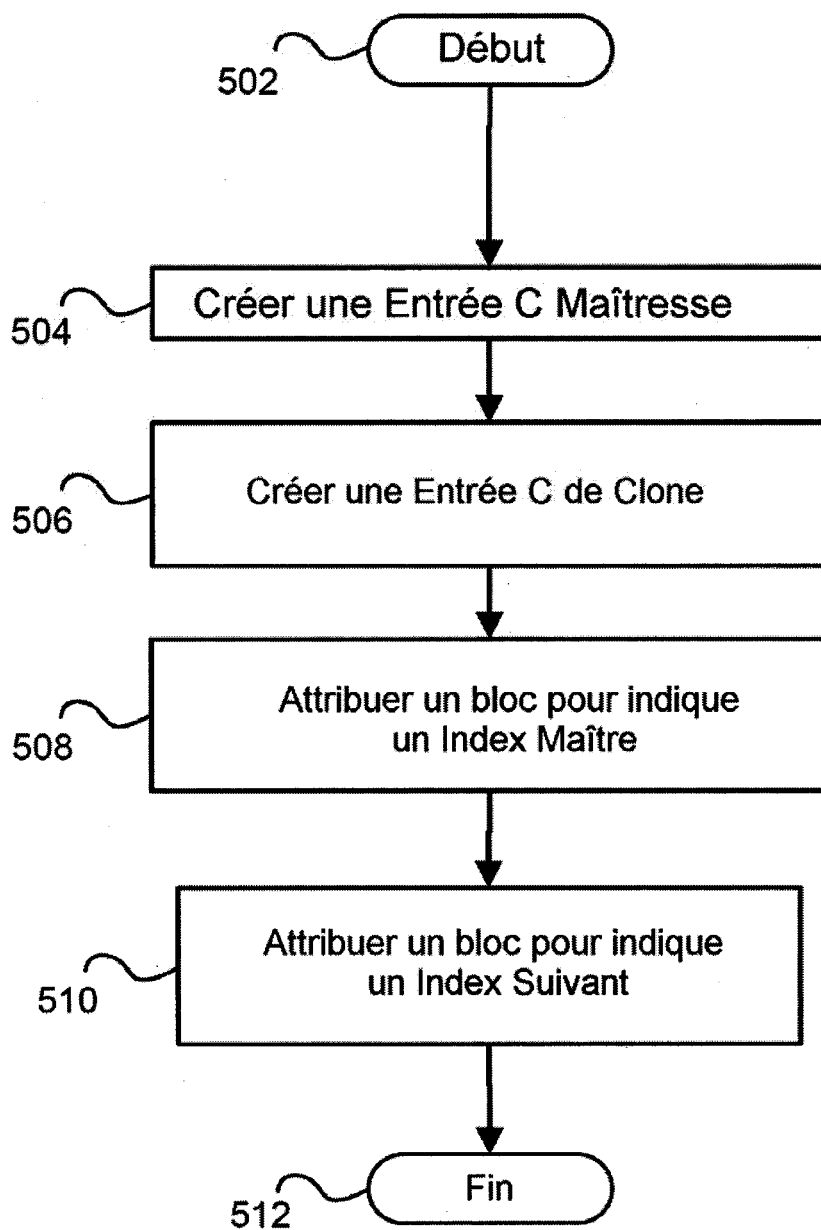 Début
502
Créer une Entrée C Maîtresse
504
Créer une Entrée C de Clone
506
Attribuer un bloc pour indique
un Index Maître
508
Attribuer un bloc pour indique
un Index Suivant
510
Fin
512